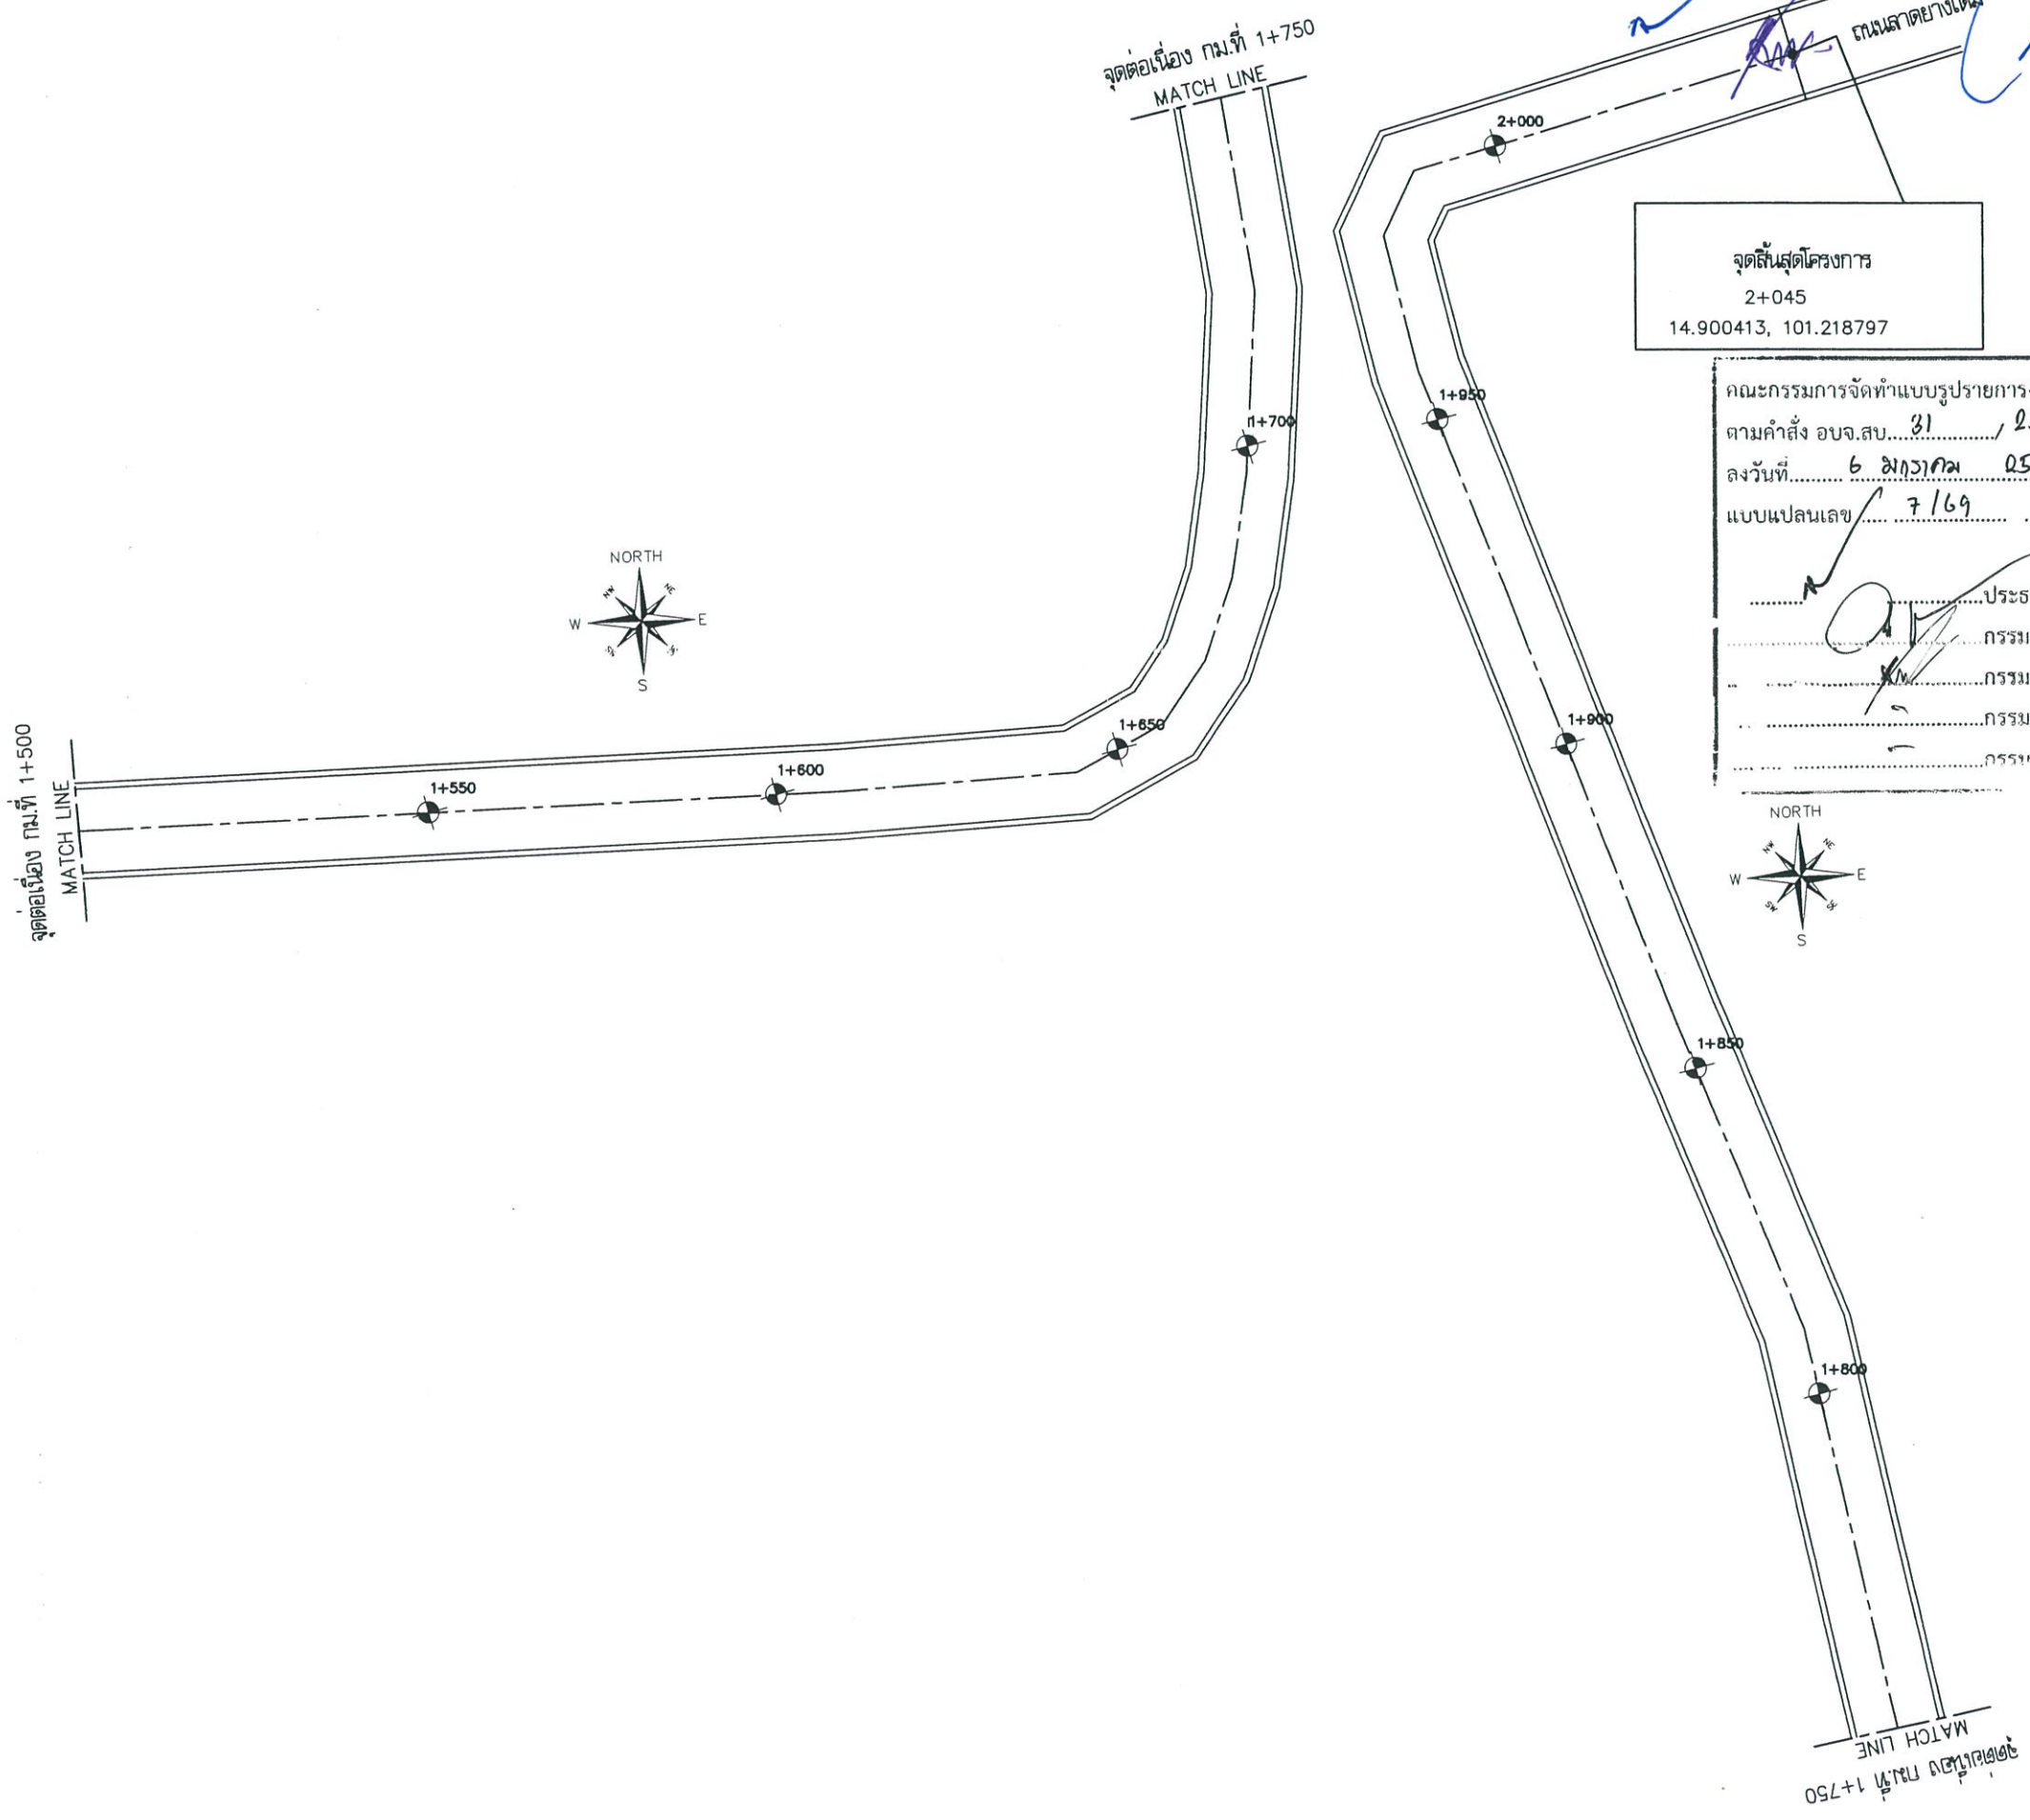 จุดต่อเนื่อง กม.ที่ 1+750
MATCH LINE
ถนนลาดยางเดิม
2+000
จุดสิ้นสุดโครงการ
2+045
14.900413, 101.218797
คณะกรรมการจัดทำแบบรูปรายการ
ตามคำสั่ง อบจ.สบ. 31 / 2
ลงวันที่ 6 มกราคม 25
แบบแปลนเลข 7/69
ประธ
กรรม
กรรม
กรรม
กรรม
1+950
1+700
NORTH
NW NE
W E
S
1+650
1+900
1+600
1+550
จุดต่อเนื่อง กม.ที่ 1+500
MATCH LINE
NORTH
NW NE
W E
SW SE
S
1+850
1+800
MATCH LINE
จุดต่อเนื่อง กม.ที่ 1+750